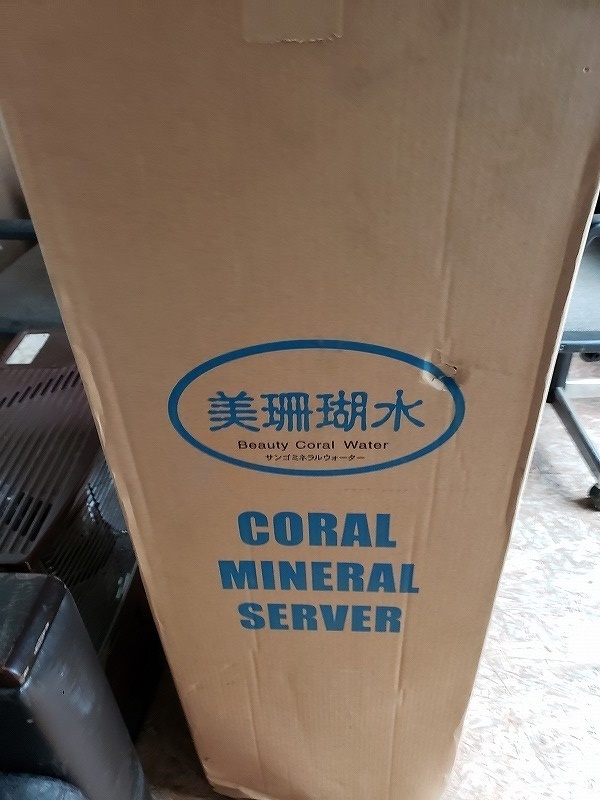 美珊瑚水
Beauty Coral Water
サンゴミネラルウォーター
CORAL
MINERAL
SERVER